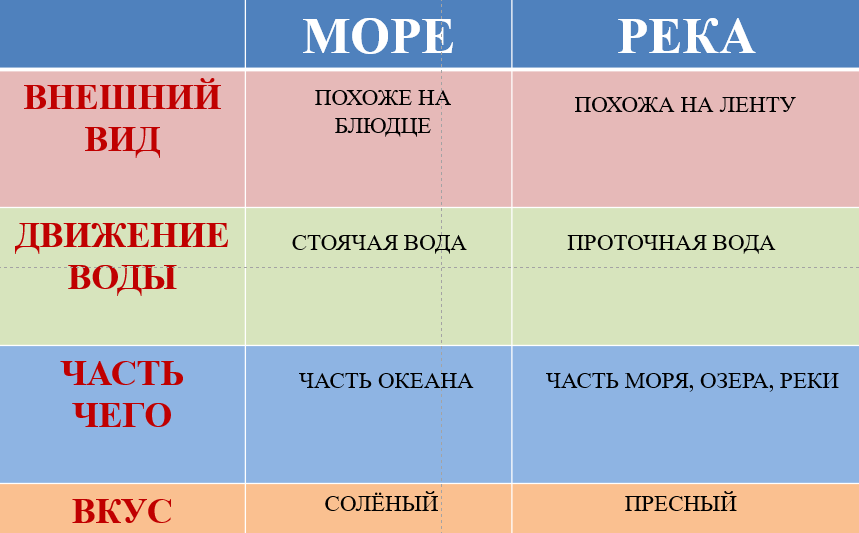 МОРЕ РЕКА
ВНЕШНИЙ
ВИД
ПОХОЖЕ НА
БЛЮДЦЕ
ПОХОЖА НА ЛЕНТУ
ДВИЖЕНИЕ
ВОДЫ
СТОЯЧАЯ ВОДА
ПРОТОЧНАЯ ВОДА
ЧАСТЬ
ЧЕГО
ЧАСТЬ ОКЕАНА
ЧАСТЬ МОРЯ, ОЗЕРА, РЕКИ
ВКУС
СОЛЁНЫЙ
ПРЕСНЫЙ